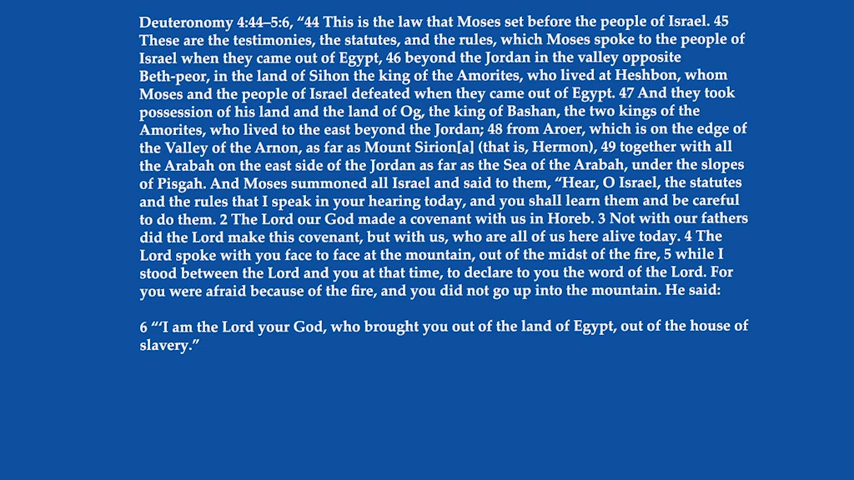 Deuteronomy 4:44–5:6, “44 This is the law that Moses set before the people of Israel. 45
These are the testimonies, the statutes, and the rules, which Moses spoke to the people of
Israel when they came out of Egypt, 46 beyond the Jordan in the valley opposite
Beth-peor, in the land of Sihon the king of the Amorites, who lived at Heshbon, whom
Moses and the people of Israel defeated when they came out of Egypt. 47 And they took
possession of his land and the land of Og, the king of Bashan, the two kings of the
Amorites, who lived to the east beyond the Jordan; 48 from Aroer, which is on the edge of
the Valley of the Arnon, as far as Mount Sirion[a] (that is, Hermon), 49 together with all
the Arabah on the east side of the Jordan as far as the Sea of the Arabah, under the slopes
of Pisgah. And Moses summoned all Israel and said to them, “Hear, O Israel, the statutes
and the rules that I speak in your hearing today, and you shall learn them and be careful
to do them. 2 The Lord our God made a covenant with us in Horeb. 3 Not with our fathers
did the Lord make this covenant, but with us, who are all of us here alive today. 4 The
Lord spoke with you face to face at the mountain, out of the midst of the fire, 5 while I
stood between the Lord and you at that time, to declare to you the word of the Lord. For
you were afraid because of the fire, and you did not go up into the mountain. He said:
6 “‘I am the Lord your God, who brought you out of the land of Egypt, out of the house of
slavery.”